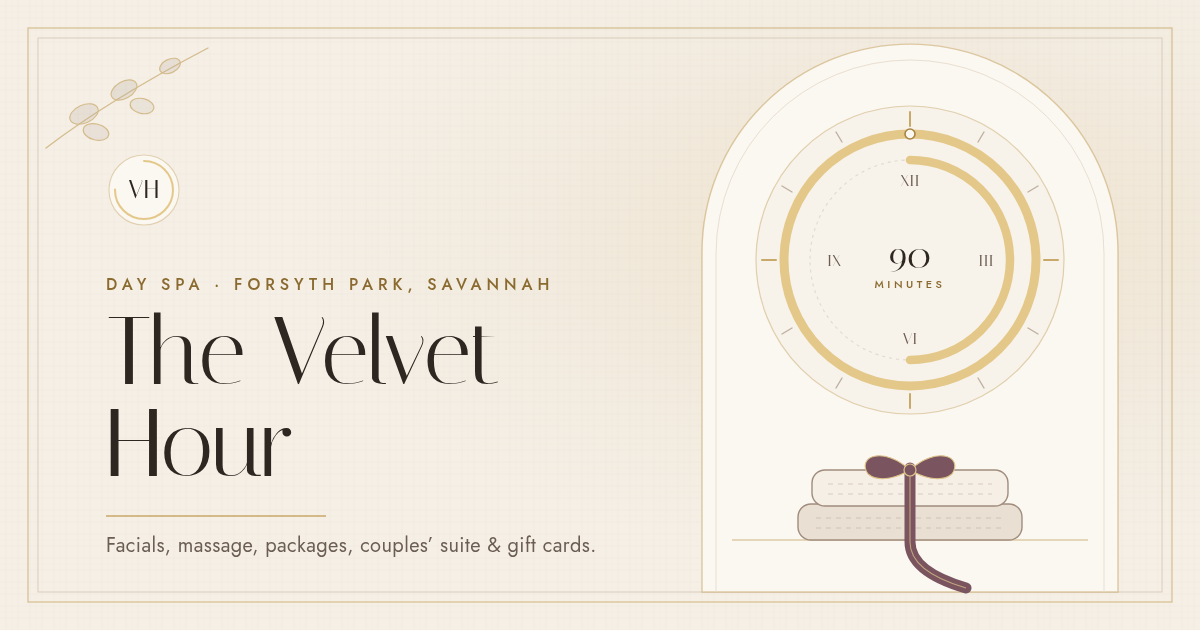 VH
DAY SPA · FORSYTH PARK, SAVANNAH
The Velvet
Hour
Facials, massage, packages, couples’ suite & gift cards.
XII
IX
90
III
MINUTES
VI